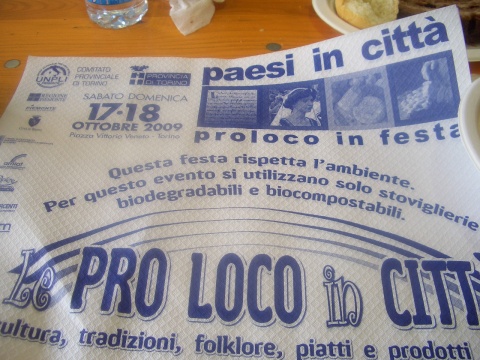 UNPLI
COMITATO
PROVINCIALE
DI TORINO
PROVINCIA
DI TORINO
paesi in città
SABATO DOMENICA
17-18
OTTOBRE 2009
Piazza Vittorio Veneto - Torino
proloco in festa
Questa festa rispetta l'ambiente.
Per questo evento si utilizzano solo stoviglierie
biodegradabili e biocompostabili.
Le PRO LOCO in CITT
cultura, tradizioni, folklore, piatti e prodotti